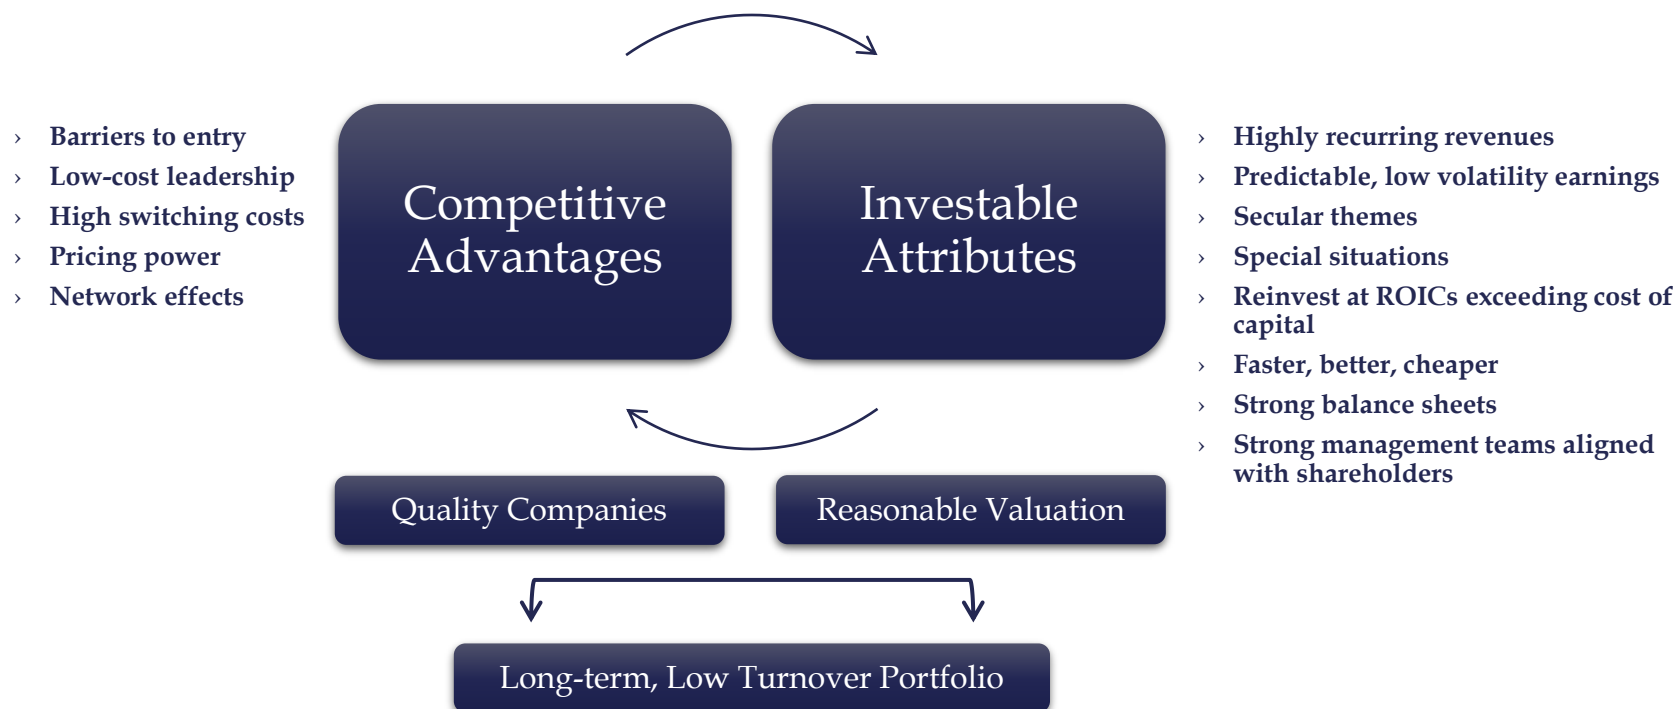 › Barriers to entry
› Low-cost leadership
› High switching costs
› Pricing power
› Network effects
Competitive
Advantages
Investable
Attributes
› Highly recurring revenues
› Predictable, low volatility earnings
› Secular themes
› Special situations
› Reinvest at ROICs exceeding cost of
capital
› Faster, better, cheaper
› Strong balance sheets
› Strong management teams aligned
with shareholders
Quality Companies
Reasonable Valuation
Long-term, Low Turnover Portfolio